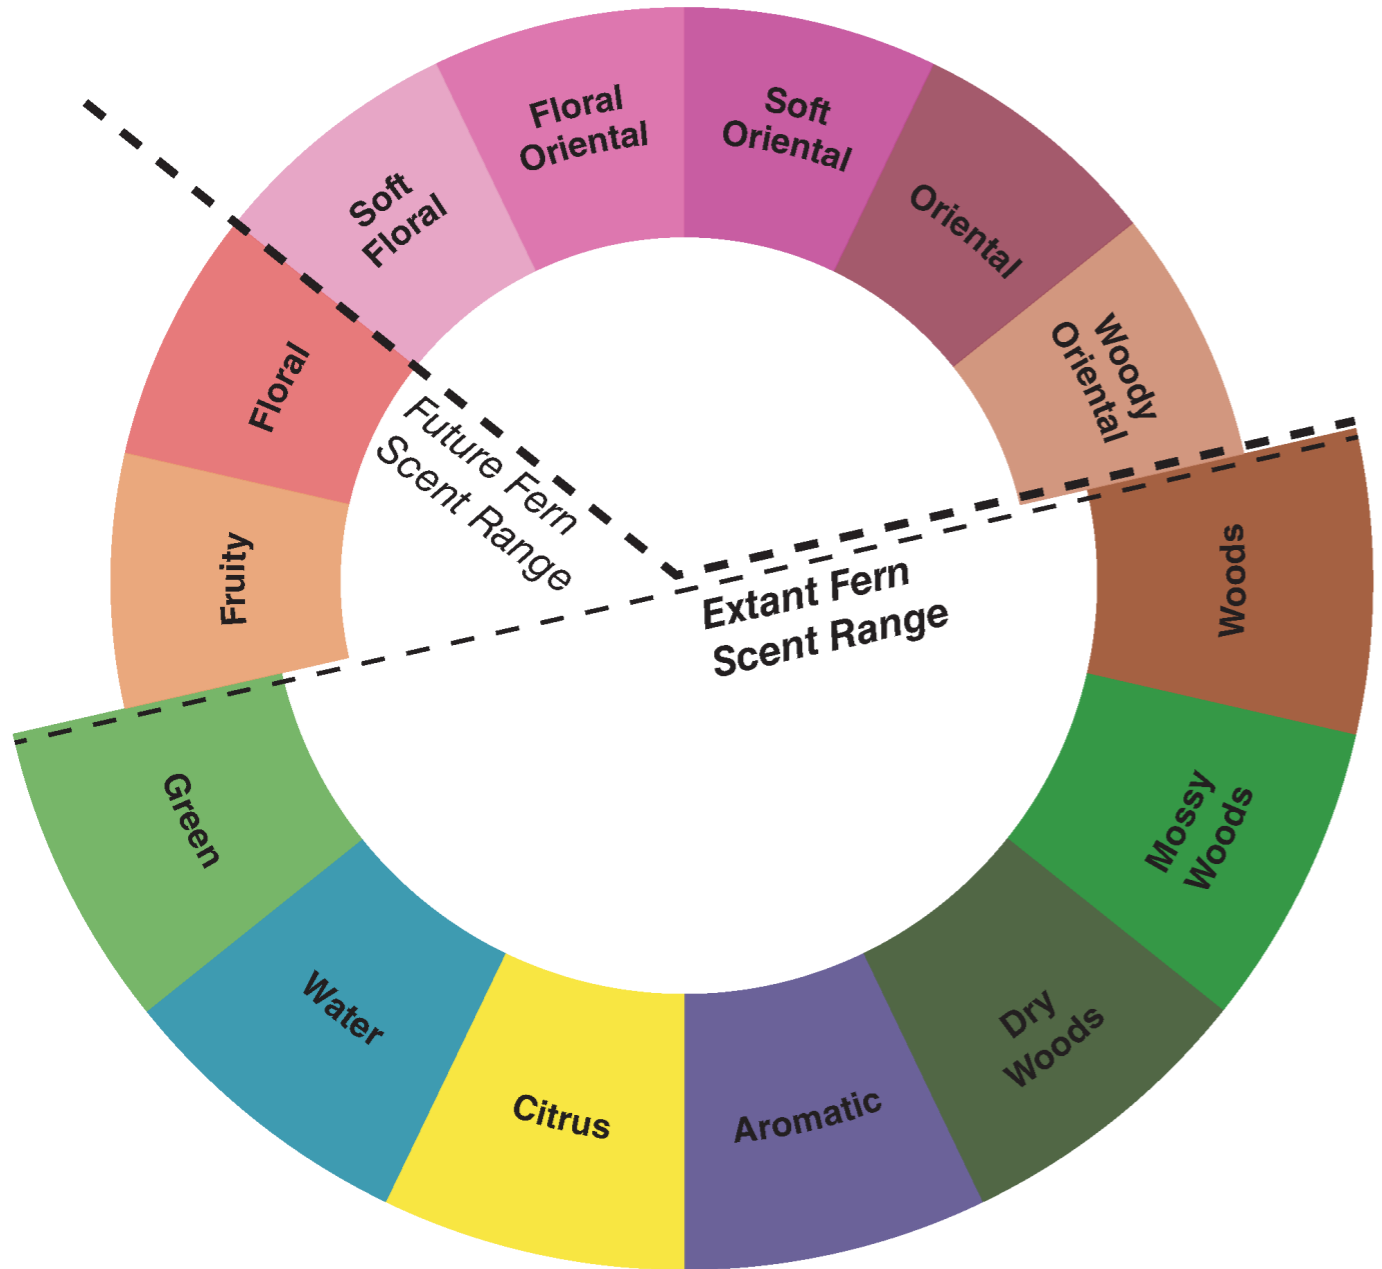 Floral
Oriental
Soft
Oriental
Oriental
Woody
Oriental
Woods
Mossy
Woods
Dry
Woods
Aromatic
Citrus
Water
Green
Fruity
Floral
Soft
Floral
Future Fern
Scent Range
Extant Fern
Scent Range